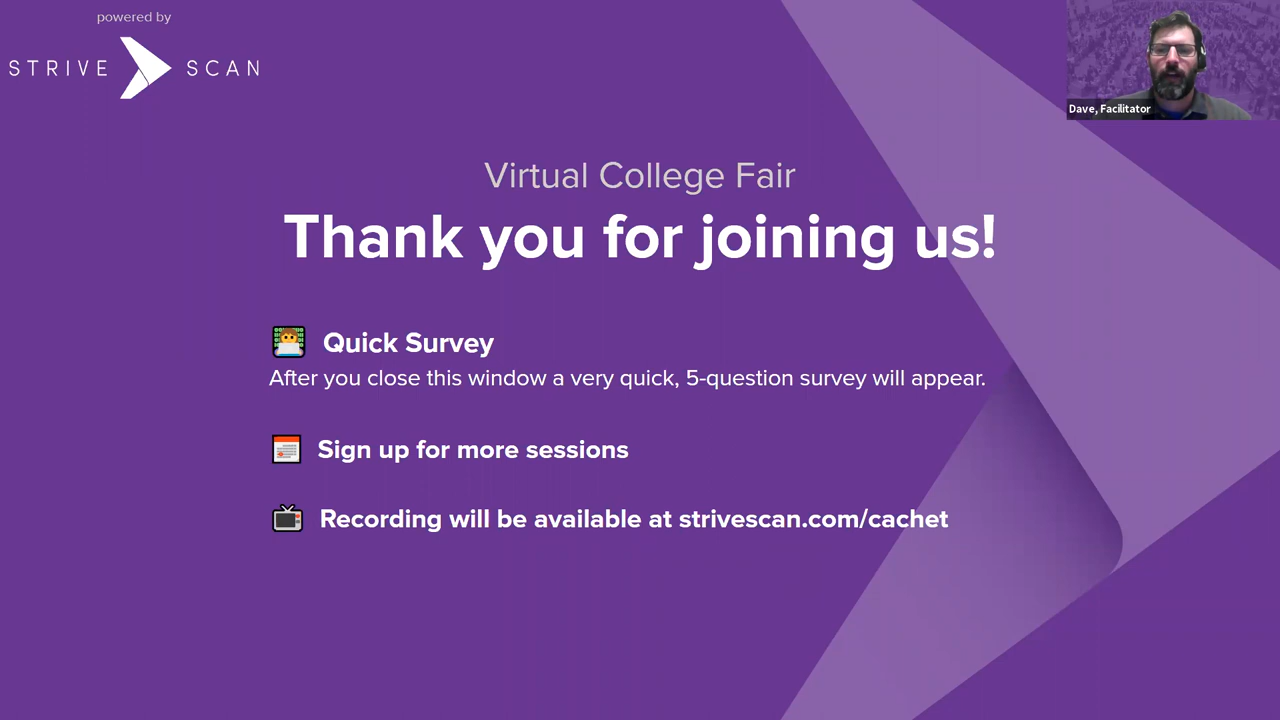 powered by
STRIVE SCAN
Dave, Facilitator
Virtual College Fair
Thank you for joining us!
Quick Survey
After you close this window a very quick, 5-question survey will appear.
Sign up for more sessions
Recording will be available at strivescan.com/cachet